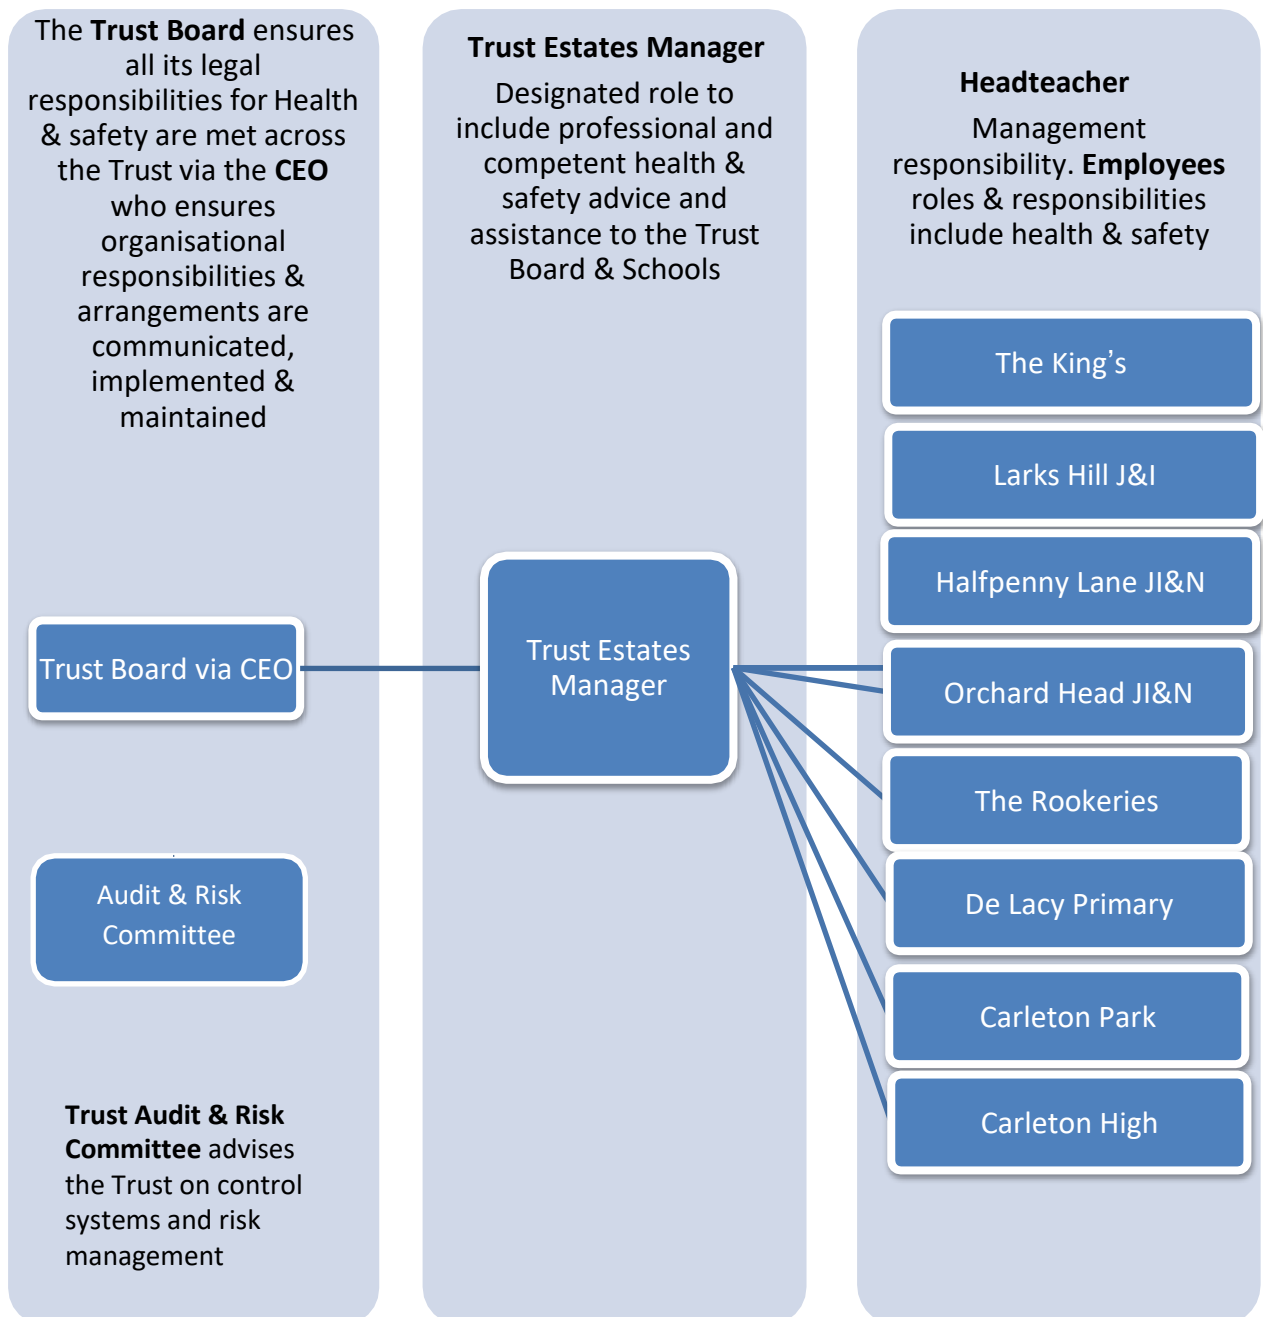 The Trust Board ensures
all its legal
responsibilities for Health
& safety are met across
the Trust via the CEO
who ensures
organisational
responsibilities &
arrangements are
communicated,
implemented &
maintained
Trust Board via CEO
Audit & Risk
Committee
Trust Audit & Risk
Committee advises
the Trust on control
systems and risk
management
Trust Estates Manager
Designated role to
include professional and
competent health &
safety advice and
assistance to the Trust
Board & Schools
Trust Estates
Manager
Headteacher
Management
responsibility. Employees
roles & responsibilities
include health & safety
The King’s
Larks Hill J&I
Halfpenny Lane JI&N
Orchard Head JI&N
The Rookeries
De Lacy Primary
Carleton Park
Carleton High